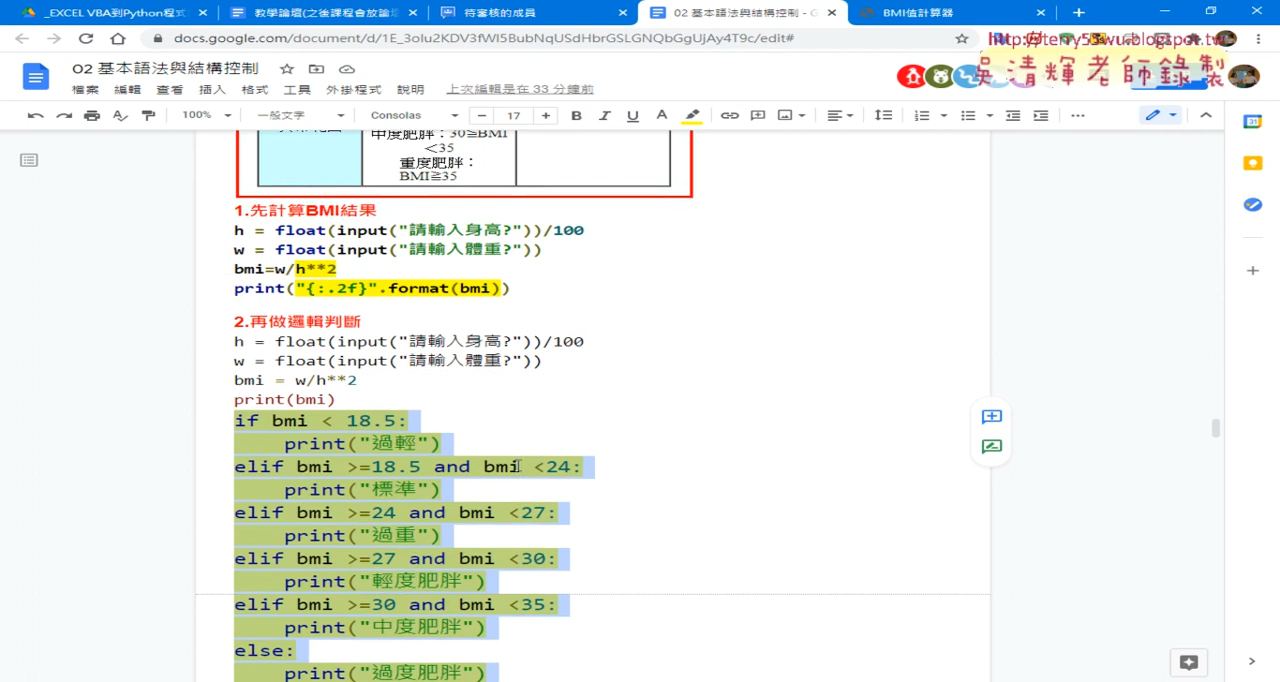 _EXCEL VBA到Python程式
教學論壇(之後課程會放論壇
待審核的成員
02 基本語法與結構控制 - G
BMI值計算器
docs.google.com/document/d/1E_3olu2KDV3fWI5BubNqUSdHbrGSLGNQbGgUjAy4T9c/edit#
http://terry55wu.blogspot.tw
02 基本語法與結構控制
吳清輝老師錄製
檔案 編輯 查看 插入 格式 工具 外掛程式 說明 上次編輯是在 33 分鐘前
100% 一般文字 Consolas 17 B I U A
中度肥胖：30≧BMI
<35
重度肥胖：
BMI≧35
1.先計算BMI結果
h = float(input("請輸入身高?"))/100
w = float(input("請輸入體重?"))
bmi=w/h**2
print("{:.2f}".format(bmi))
2.再做邏輯判斷
h = float(input("請輸入身高?"))/100
w = float(input("請輸入體重?"))
bmi = w/h**2
print(bmi)
if bmi < 18.5:
print("過輕")
elif bmi >=18.5 and bmi <24:
print("標準")
elif bmi >=24 and bmi <27:
print("過重")
elif bmi >=27 and bmi <30:
print("輕度肥胖")
elif bmi >=30 and bmi <35:
print("中度肥胖")
else:
print("過度肥胖")